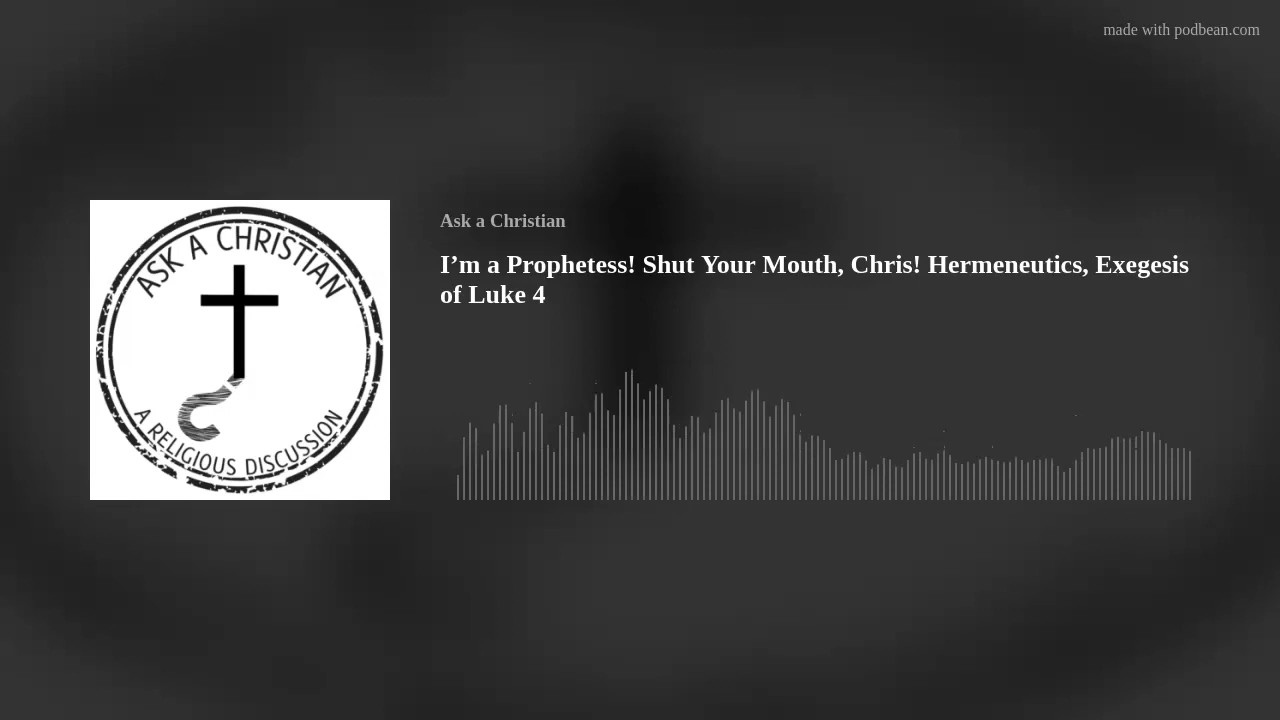 made with podbean.com
ASK A CHRISTIAN
A RELIGIOUS DISCUSSION
Ask a Christian
I’m a Prophetess! Shut Your Mouth, Chris! Hermeneutics, Exegesis
of Luke 4